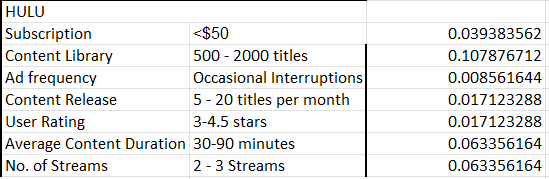 HULU
Subscription <$50 0.039383562
Content Library 500 - 2000 titles 0.107876712
Ad frequency Occasional Interruptions 0.008561644
Content Release 5 - 20 titles per month 0.017123288
User Rating 3-4.5 stars 0.017123288
Average Content Duration 30-90 minutes 0.063356164
No. of Streams 2 - 3 Streams 0.063356164